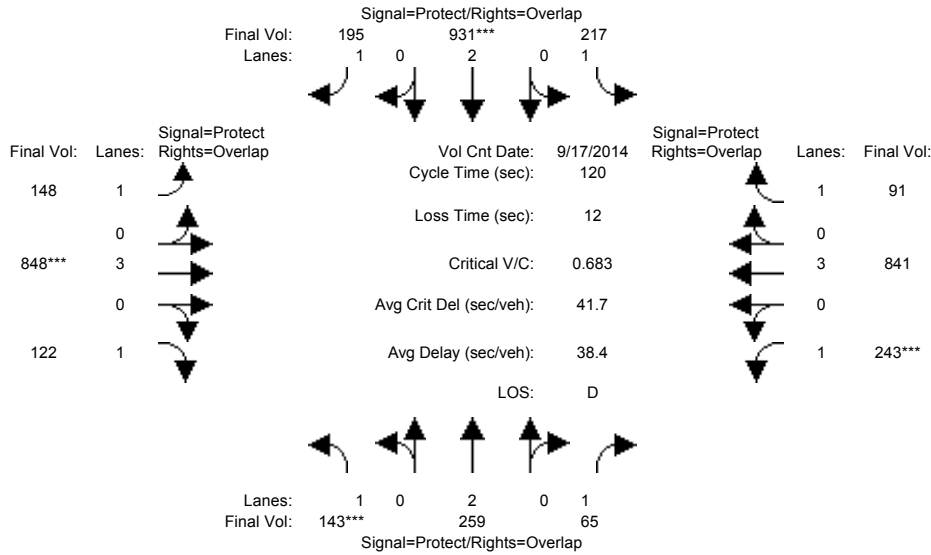 Signal=Protect/Rights=Overlap
Final Vol: 195 931*** 217
Lanes: 1 0 2 0 1
Signal=Protect Signal=Protect
Final Vol: Lanes: Rights=Overlap Vol Cnt Date: 9/17/2014 Rights=Overlap Lanes: Final Vol:
Cycle Time (sec): 120
148 1 1 91
Loss Time (sec): 12
0 0
848*** 3 Critical V/C: 0.683 3 841
0 Avg Crit Del (sec/veh): 41.7 0
122 1 Avg Delay (sec/veh): 38.4 1 243***
LOS: D
Lanes: 1 0 2 0 1
Final Vol: 143*** 259 65
Signal=Protect/Rights=Overlap